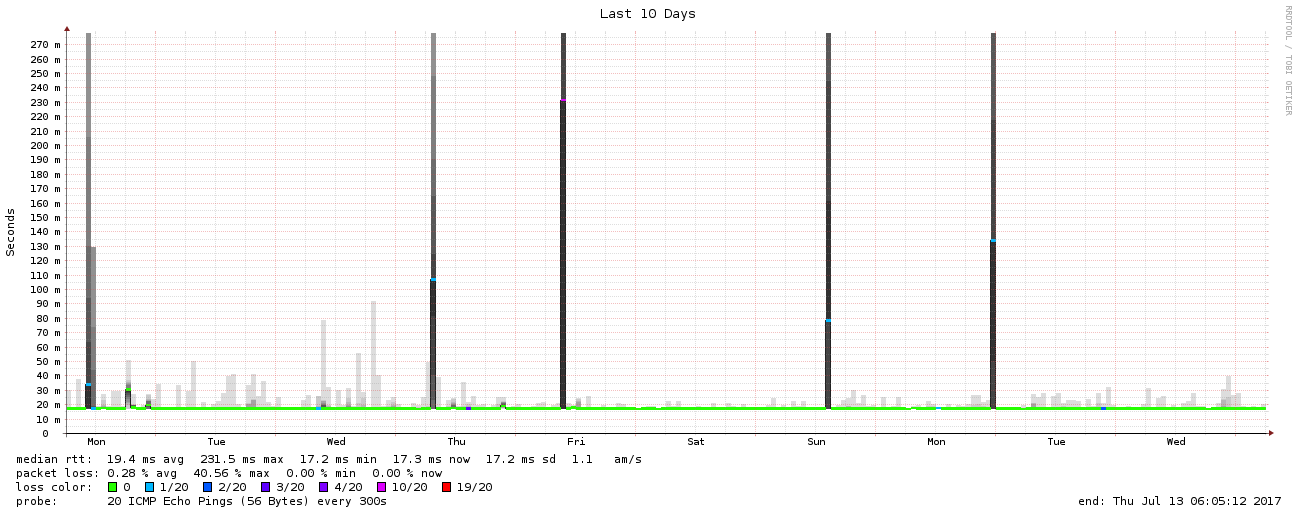 Last 10 Days
RRDTOOL / TOBI OETIKER
Seconds
270 m
260 m
250 m
240 m
230 m
220 m
210 m
200 m
190 m
180 m
170 m
160 m
150 m
140 m
130 m
120 m
110 m
100 m
90 m
80 m
70 m
60 m
50 m
40 m
30 m
20 m
10 m
0
Mon Tue Wed Thu Fri Sat Sun Mon Tue Wed
median rtt: 19.4 ms avg 231.5 ms max 17.2 ms min 17.3 ms now 17.2 ms sd 1.1 am/s
packet loss: 0.28 % avg 40.56 % max 0.00 % min 0.00 % now
loss color: 0 1/20 2/20 3/20 4/20 10/20 19/20
probe: 20 ICMP Echo Pings (56 Bytes) every 300s end: Thu Jul 13 06:05:12 2017